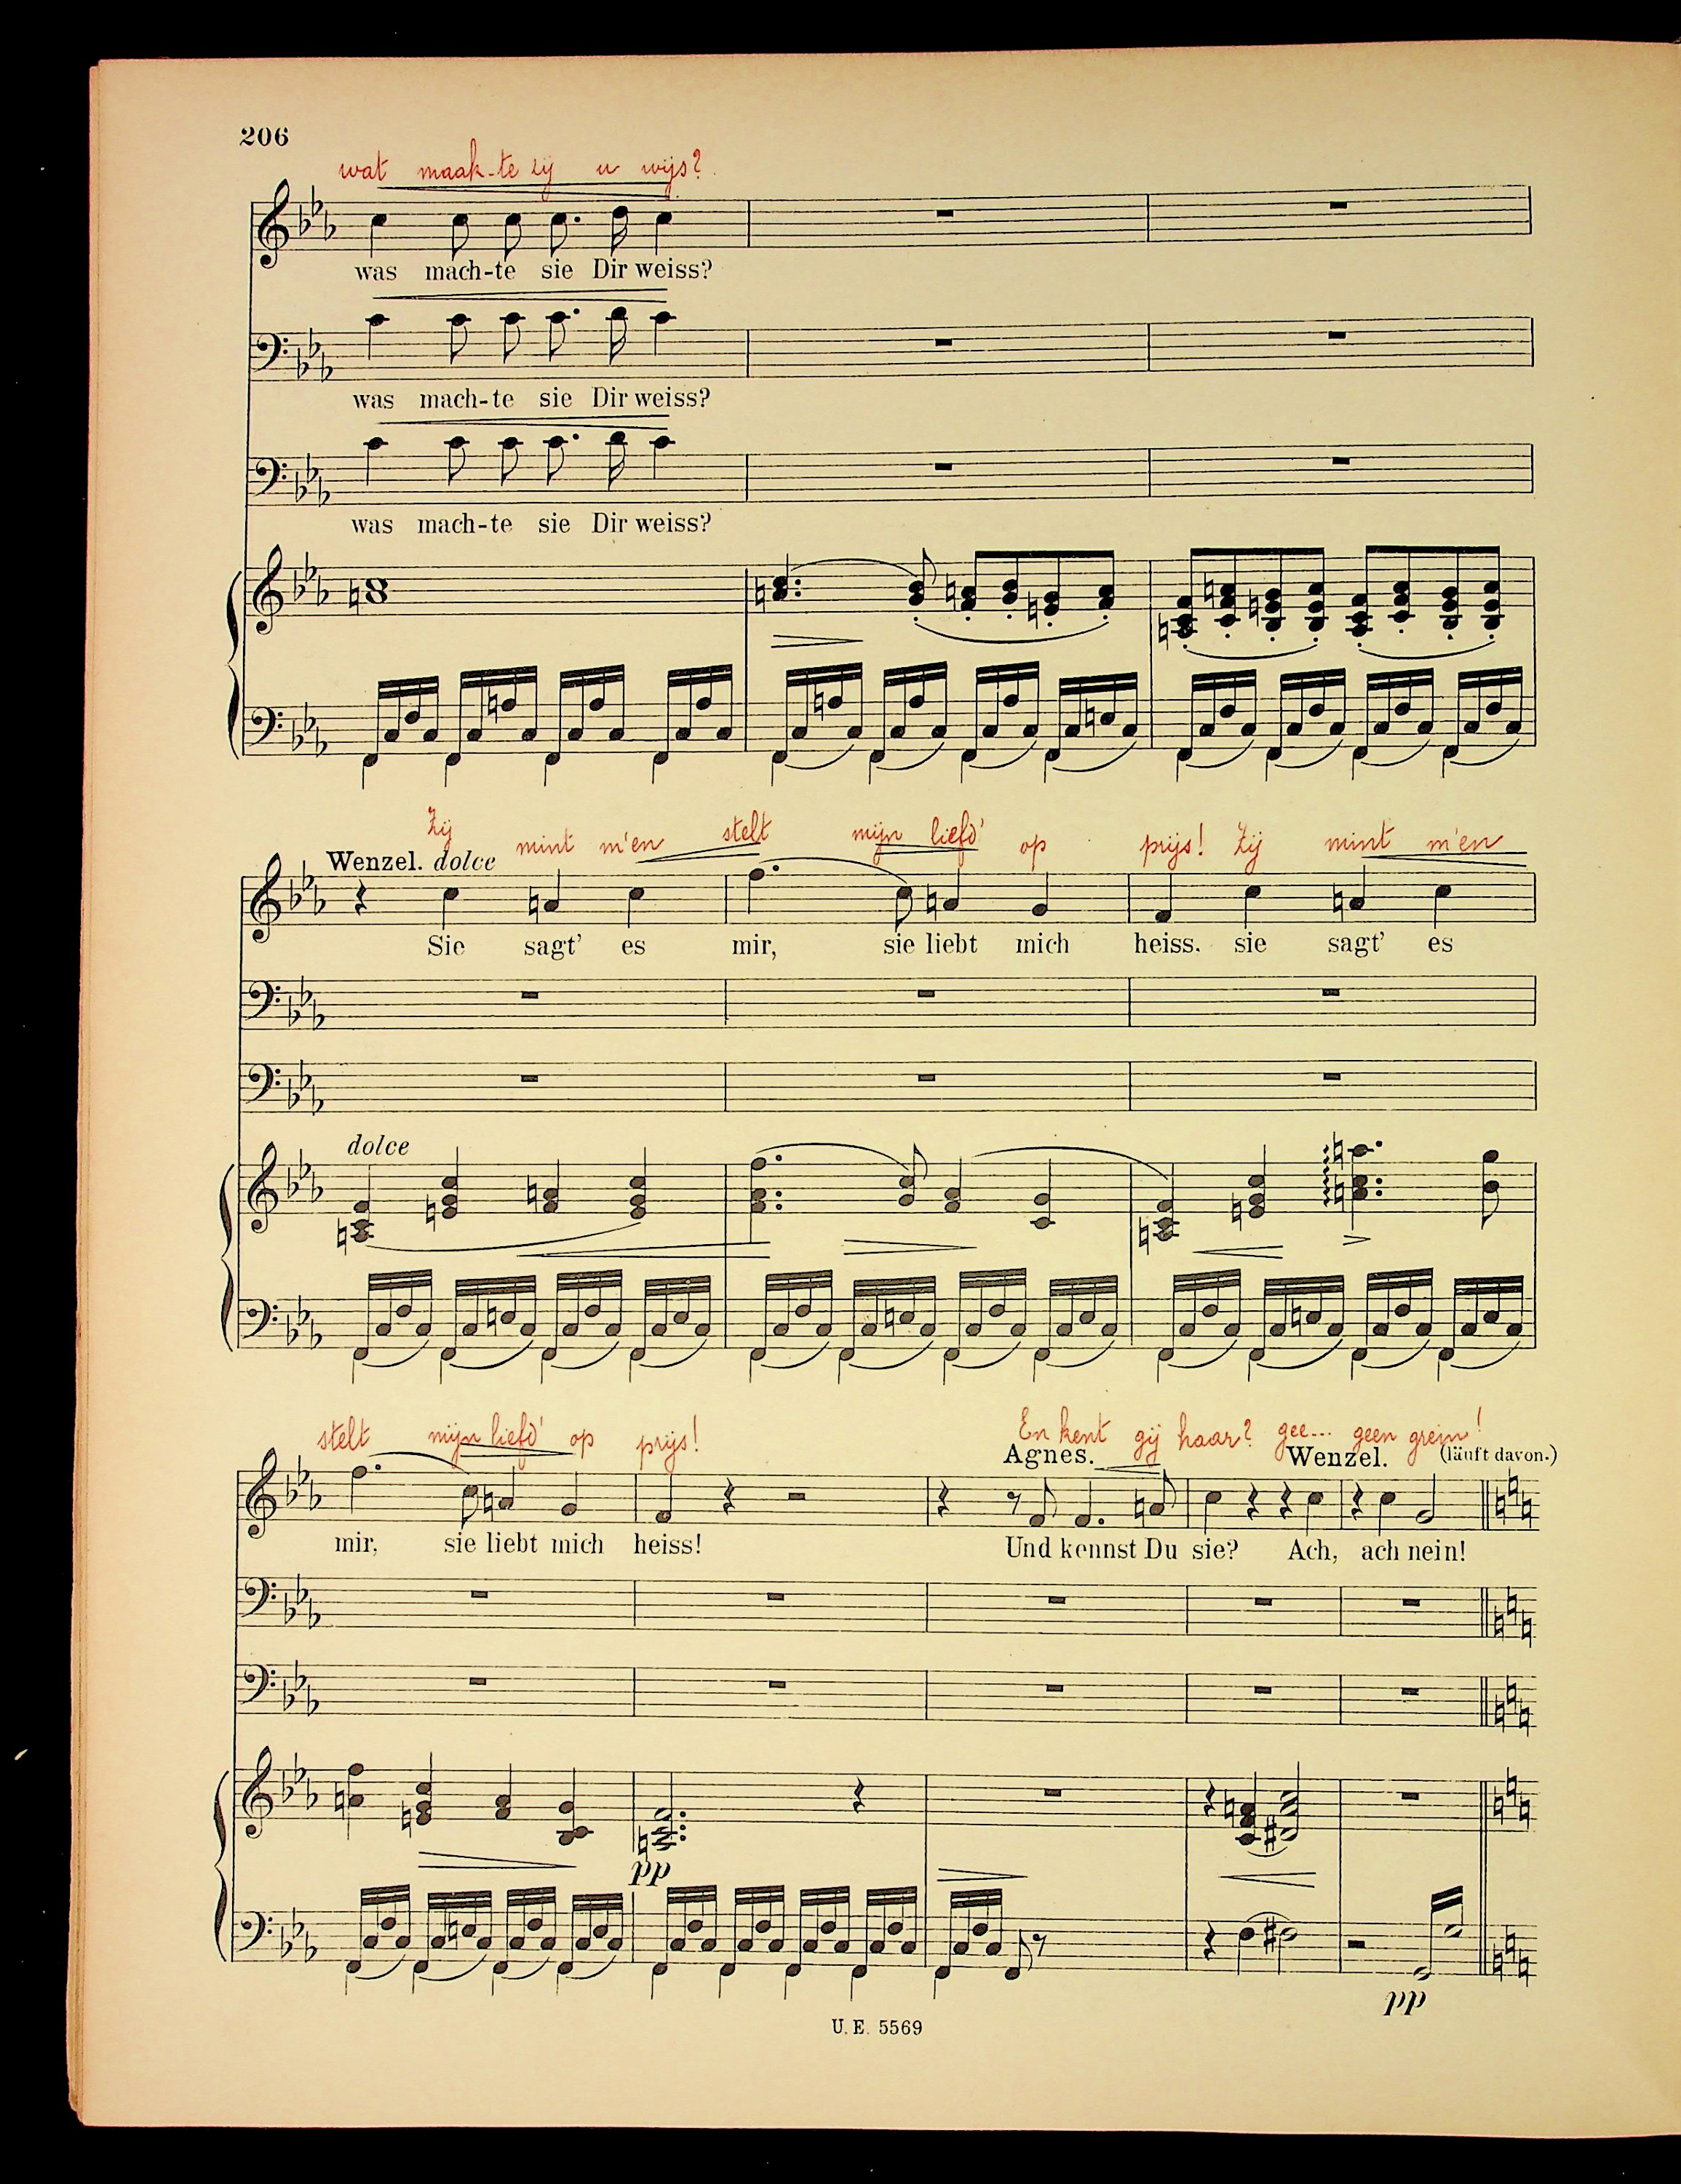 206
wat maak-te zij u wijs?
was mach-te sie Dir weiss?
was mach-te sie Dir weiss?
was mach-te sie Dir weiss?
Zij mint m'en stelt mijn liefd' op prijs! Zij mint m'en
Wenzel. dolce
Sie sagt' es mir, sie liebt mich heiss. sie sagt' es
dolce
stelt mijn liefd' op prijs! En kent gij haar? gee... geen grein!
Agnes. Wenzel. (läuft davon.)
mir, sie liebt mich heiss! Und kennst Du sie? Ach, ach nein!
pp
pp
U. E. 5569